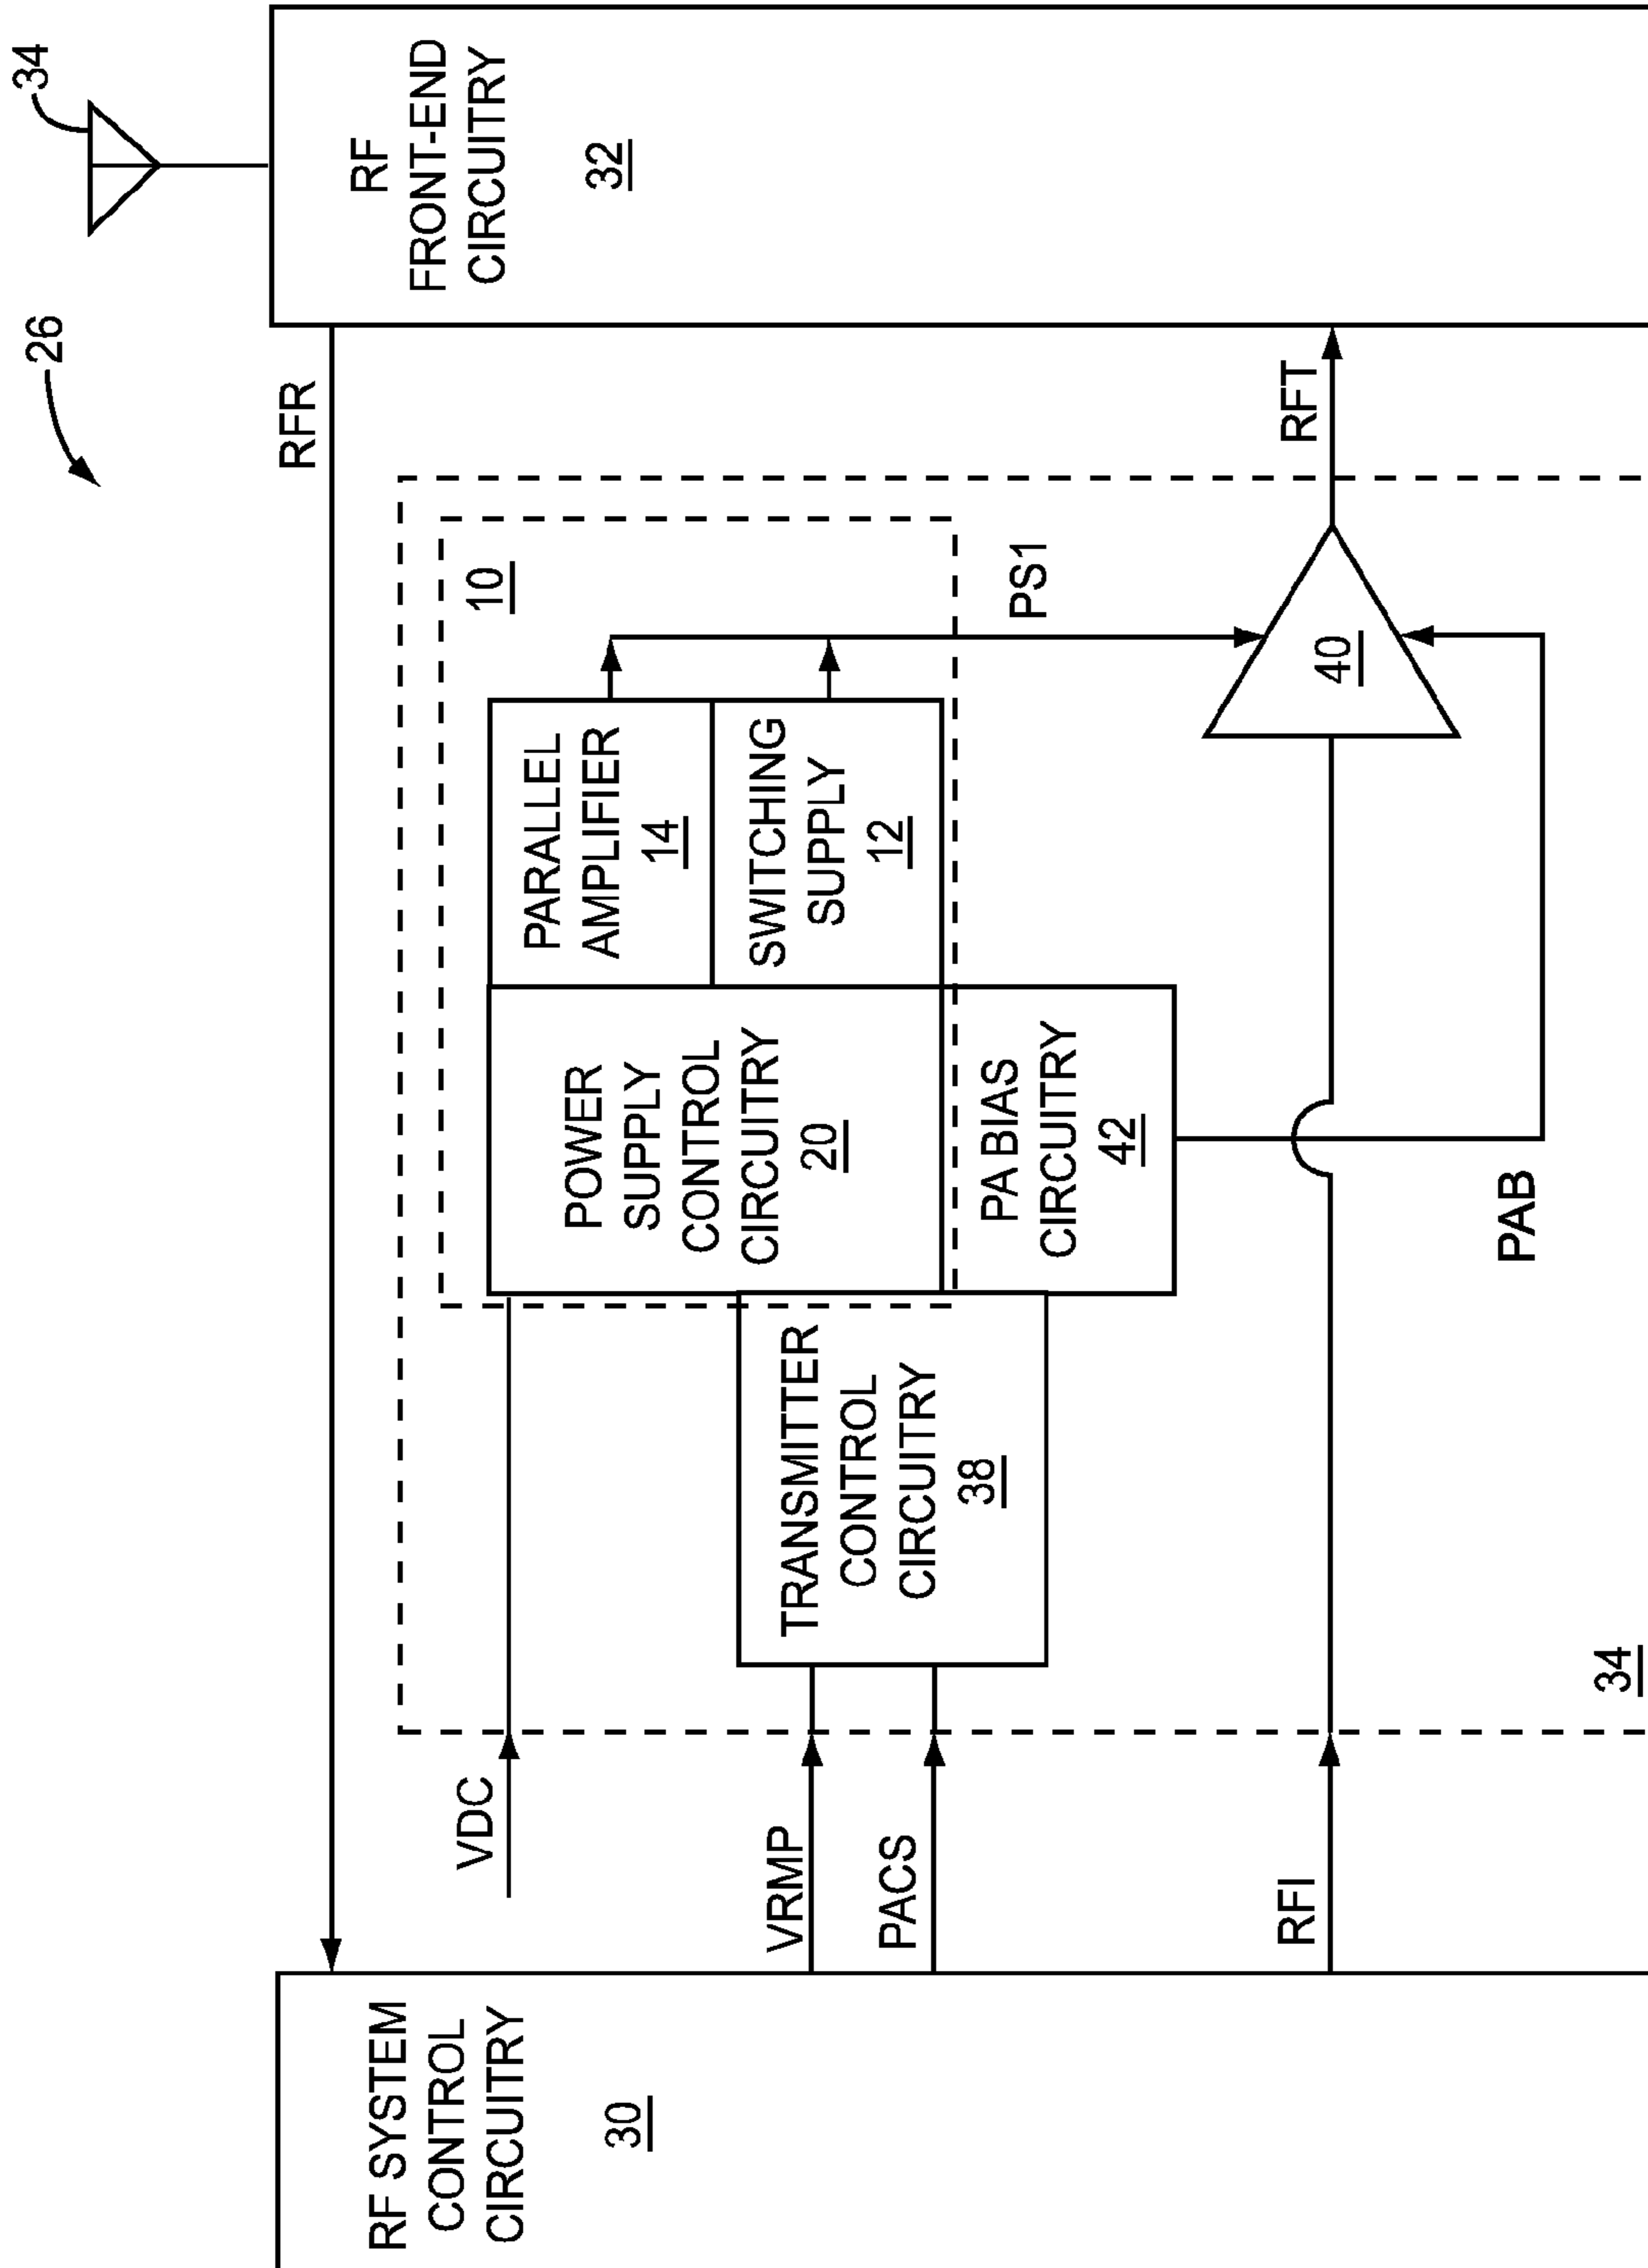 26
34
RF SYSTEM
CONTROL
CIRCUITRY
30
RFR
RF
FRONT-END
CIRCUITRY
32
VDC
VRMP
PACS
RFI
10
POWER
SUPPLY
CONTROL
CIRCUITRY
20
PARALLEL
AMPLIFIER
14
SWITCHING
SUPPLY
12
TRANSMITTER
CONTROL
CIRCUITRY
38
PA BIAS
CIRCUITRY
42
PS1
40
RFT
PAB
34